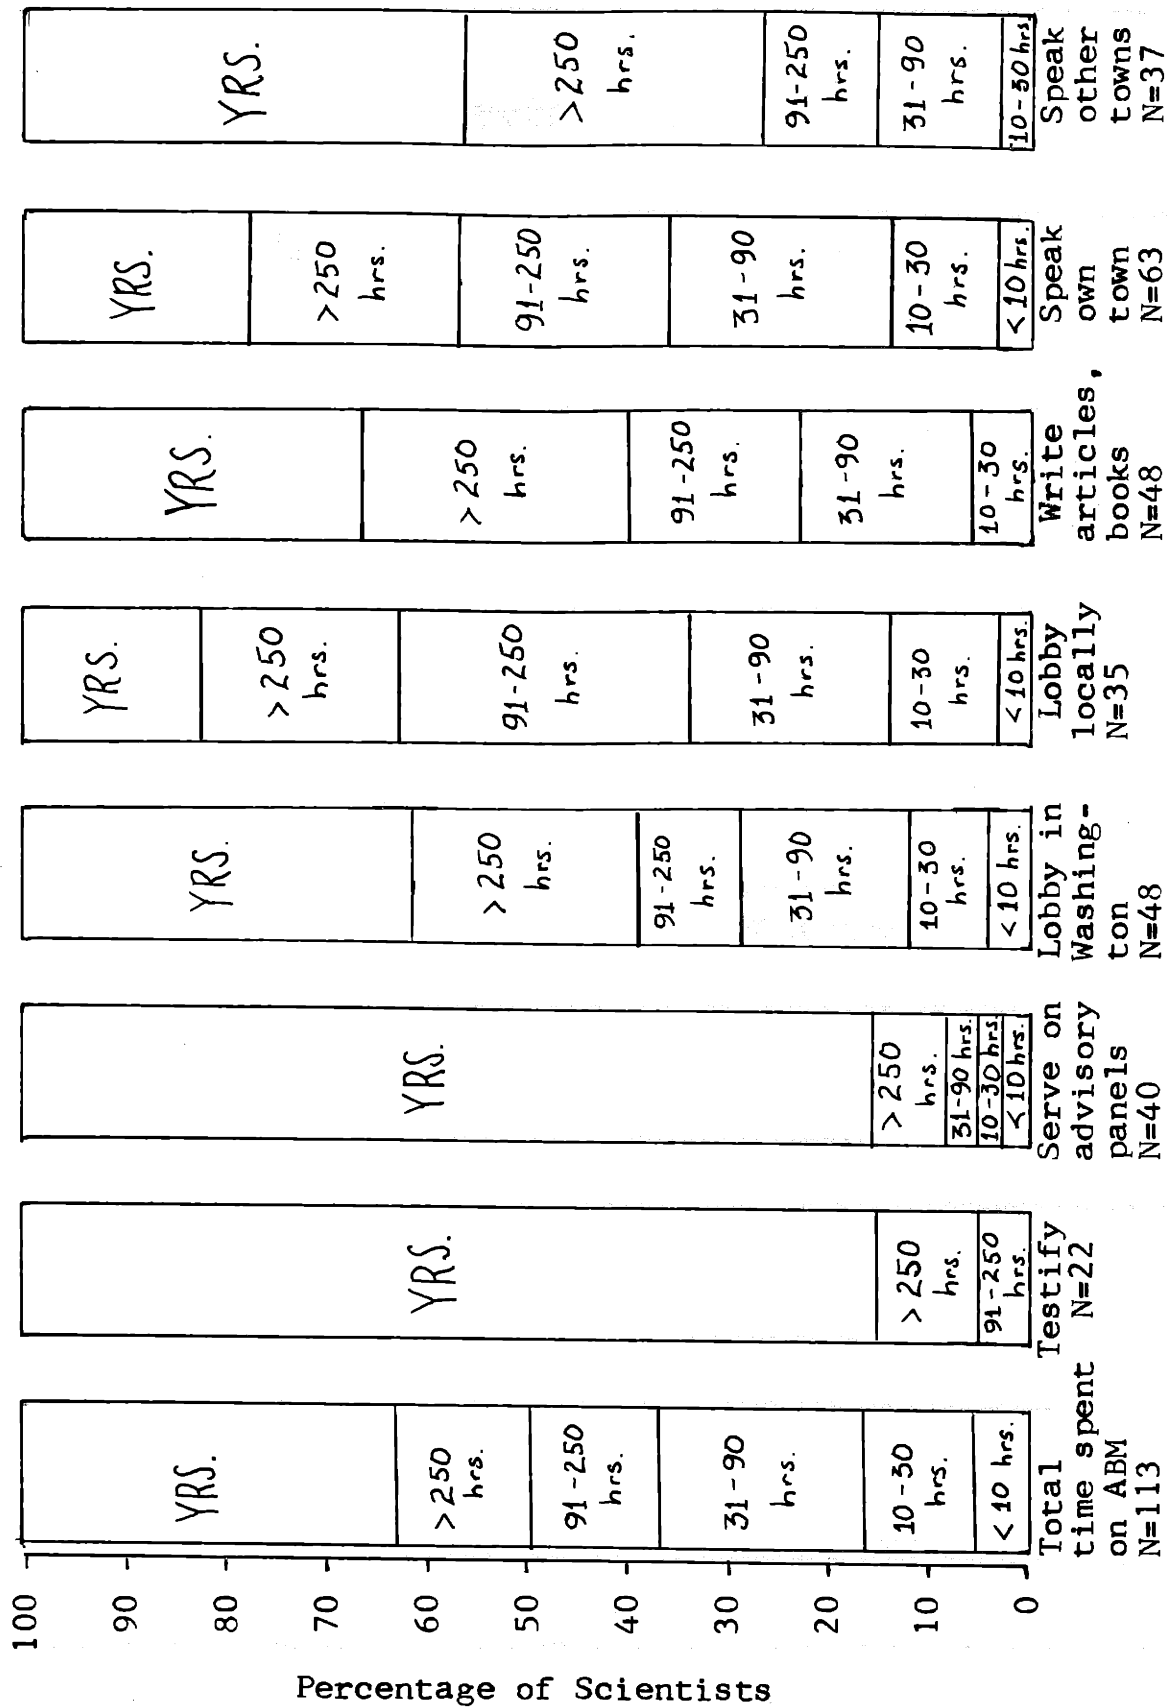 Percentage of Scientists
100
90
80
70
60
50
40
30
20
10
0
YRS.
>250
hrs.
91-250
hrs.
31-90
hrs.
10-30
hrs.
<10 hrs.
Total
time spent
on ABM
N=113
YRS.
>250
hrs.
91-250
hrs.
Testify
N=22
YRS.
>250
hrs.
31-90 hrs.
10-30 hrs.
<10 hrs.
Serve on
advisory
panels
N=40
YRS.
>250
hrs.
91-250
hrs.
31-90
hrs.
10-30
hrs.
<10 hrs.
Lobby in
Washing-
ton
N=48
YRS.
>250
hrs.
91-250
hrs.
31-90
hrs.
10-30
hrs.
<10 hrs.
Lobby
locally
N=35
YRS.
>250
hrs.
91-250
hrs.
31-90
hrs.
10-30
hrs.
Write
articles,
books
N=48
YRS.
>250
hrs.
91-250
hrs.
31-90
hrs.
10-30
hrs.
<10 hrs.
Speak
own
town
N=63
YRS.
>250
hrs.
91-250
hrs.
31-90
hrs.
10-30 hrs.
Speak
other
towns
N=37